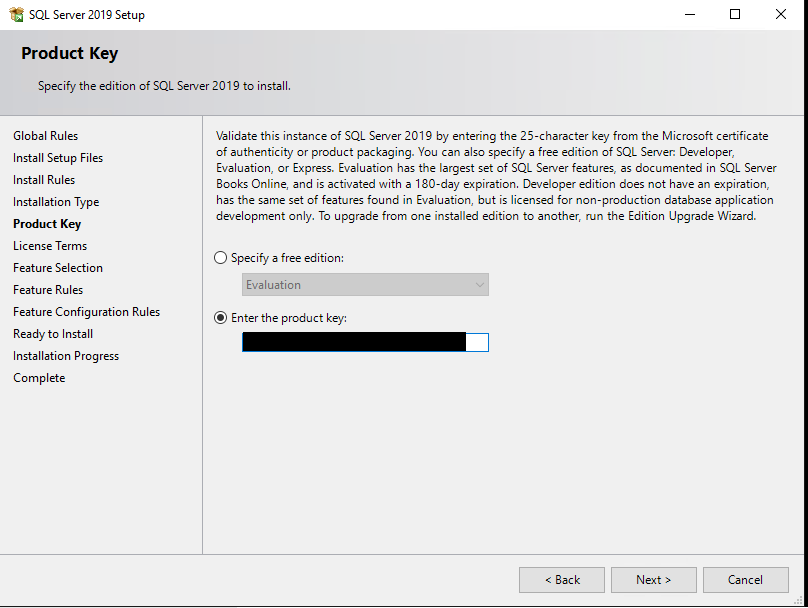 SQL Server 2019 Setup
Product Key
Specify the edition of SQL Server 2019 to install.
Global Rules
Install Setup Files
Install Rules
Installation Type
Product Key
License Terms
Feature Selection
Feature Rules
Feature Configuration Rules
Ready to Install
Installation Progress
Complete
Validate this instance of SQL Server 2019 by entering the 25-character key from the Microsoft certificate
of authenticity or product packaging. You can also specify a free edition of SQL Server: Developer,
Evaluation, or Express. Evaluation has the largest set of SQL Server features, as documented in SQL Server
Books Online, and is activated with a 180-day expiration. Developer edition does not have an expiration,
has the same set of features found in Evaluation, but is licensed for non-production database application
development only. To upgrade from one installed edition to another, run the Edition Upgrade Wizard.
Specify a free edition:
Evaluation
Enter the product key:
< Back
Next >
Cancel